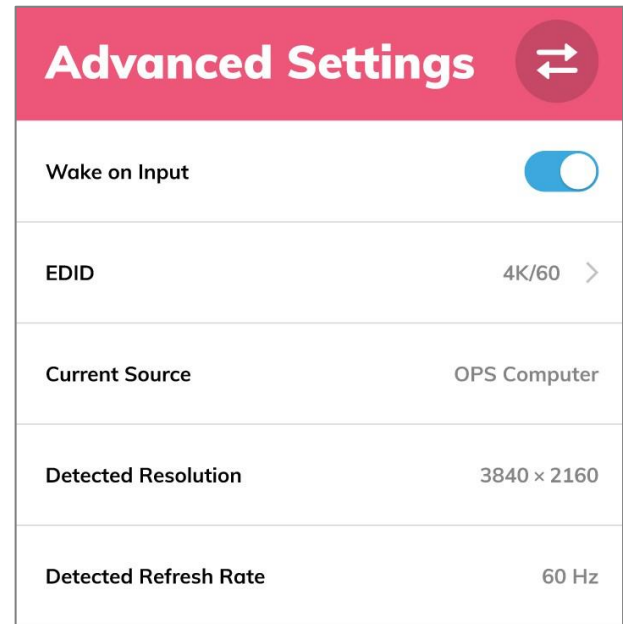 Advanced Settings
Wake on Input
EDID 4K/60
Current Source OPS Computer
Detected Resolution 3840 × 2160
Detected Refresh Rate 60 Hz